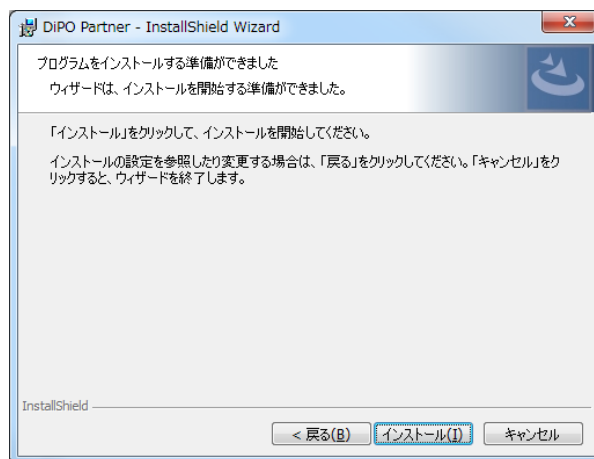 DiPO Partner - InstallShield Wizard
プログラムをインストールする準備ができました
ウィザードは、インストールを開始する準備ができました。
「インストール」をクリックして、インストールを開始してください。
インストールの設定を参照したり変更する場合は、「戻る」をクリックしてください。「キャンセル」をク
リックすると、ウィザードを終了します。
InstallShield
< 戻る(B) インストール(I) キャンセル